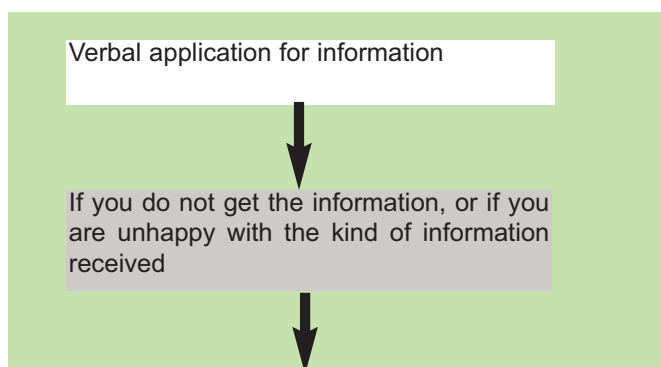 Verbal application for information
If you do not get the information, or if you
are unhappy with the kind of information
received